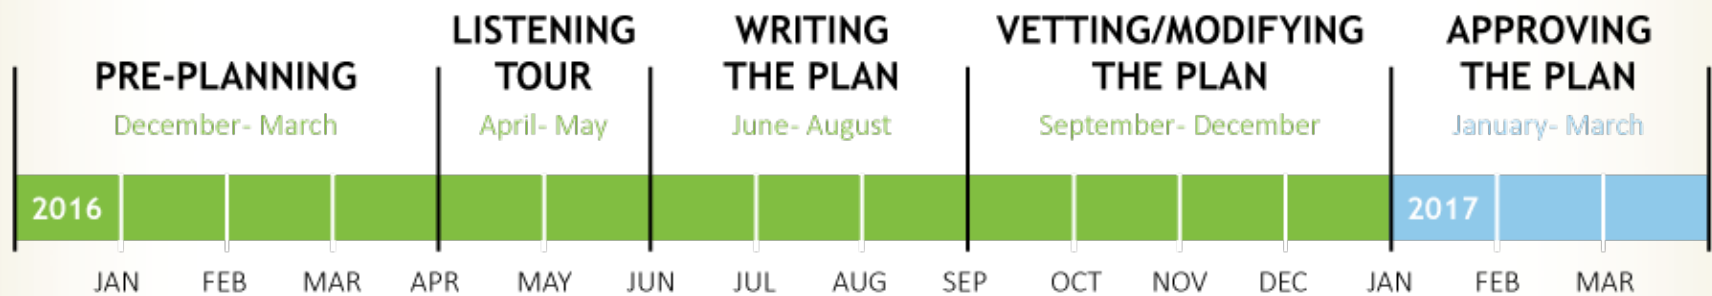 PRE-PLANNING
December- March
LISTENING
TOUR
April- May
WRITING
THE PLAN
June- August
VETTING/MODIFYING
THE PLAN
September- December
APPROVING
THE PLAN
January- March
2016
2017
JAN FEB MAR APR MAY JUN JUL AUG SEP OCT NOV DEC JAN FEB MAR